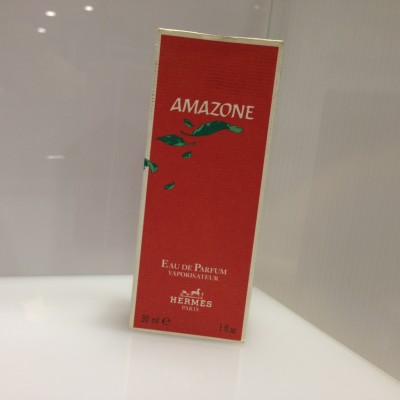 AMAZONE
EAU DE PARFUM
VAPORISATEUR
HERMÈS
PARIS
30 ml ℮ 1 fl.oz